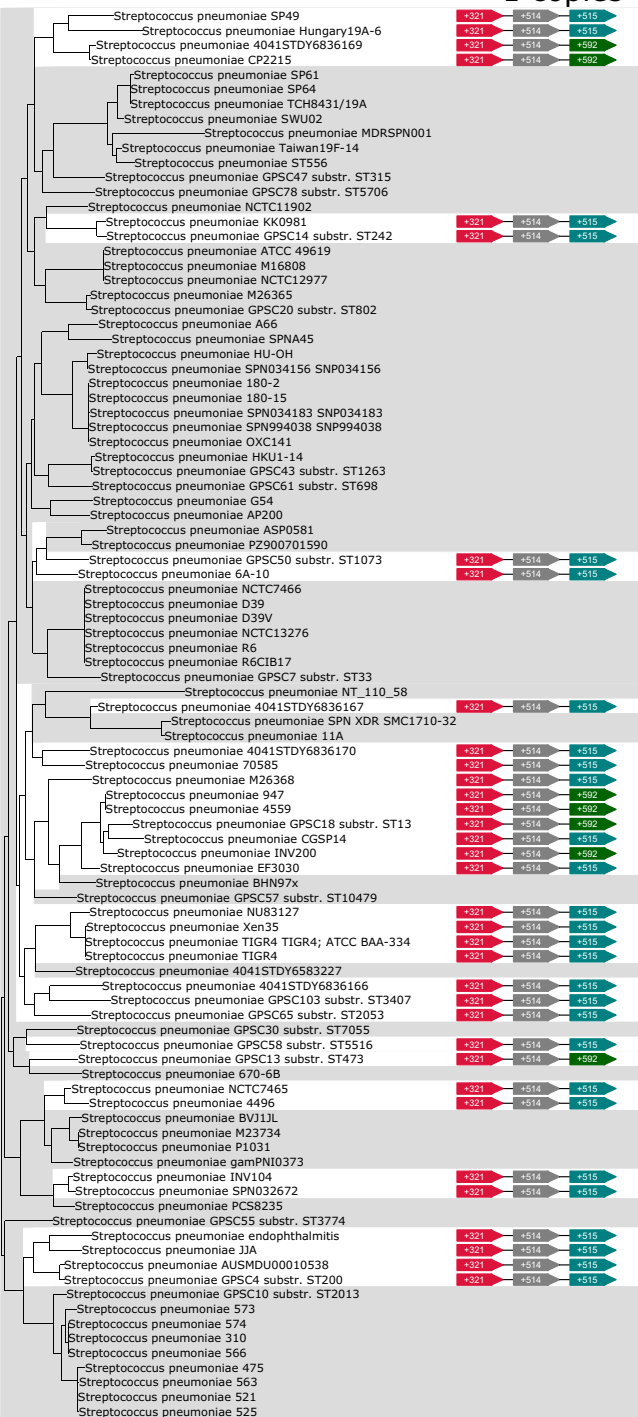 Streptococcus pneumoniae SP49 +321 +514 +515
Streptococcus pneumoniae Hungary19A-6 +321 +514 +515
Streptococcus pneumoniae 4041STDY6836169 +321 +514 +592
Streptococcus pneumoniae CP2215 +321 +514 +592
Streptococcus pneumoniae SP61
Streptococcus pneumoniae SP64
Streptococcus pneumoniae TCH8431/19A
Streptococcus pneumoniae SWU02
Streptococcus pneumoniae MDRSPN001
Streptococcus pneumoniae Taiwan19F-14
Streptococcus pneumoniae ST556
Streptococcus pneumoniae GPSC47 substr. ST315
Streptococcus pneumoniae GPSC78 substr. ST5706
Streptococcus pneumoniae NCTC11902
Streptococcus pneumoniae KK0981 +321 +514 +515
Streptococcus pneumoniae GPSC14 substr. ST242 +321 +514 +515
Streptococcus pneumoniae ATCC 49619
Streptococcus pneumoniae M16808
Streptococcus pneumoniae NCTC12977
Streptococcus pneumoniae M26365
Streptococcus pneumoniae GPSC20 substr. ST802
Streptococcus pneumoniae A66
Streptococcus pneumoniae SPNA45
Streptococcus pneumoniae HU-OH
Streptococcus pneumoniae SPN034156 SNP034156
Streptococcus pneumoniae 180-2
Streptococcus pneumoniae 180-15
Streptococcus pneumoniae SPN034183 SNP034183
Streptococcus pneumoniae SPN994038 SNP994038
Streptococcus pneumoniae OXC141
Streptococcus pneumoniae HKU1-14
Streptococcus pneumoniae GPSC43 substr. ST1263
Streptococcus pneumoniae GPSC61 substr. ST698
Streptococcus pneumoniae G54
Streptococcus pneumoniae AP200
Streptococcus pneumoniae ASP0581
Streptococcus pneumoniae PZ900701590
Streptococcus pneumoniae GPSC50 substr. ST1073 +321 +514 +515
Streptococcus pneumoniae 6A-10 +321 +514 +515
Streptococcus pneumoniae NCTC7466
Streptococcus pneumoniae D39
Streptococcus pneumoniae D39V
Streptococcus pneumoniae NCTC13276
Streptococcus pneumoniae R6
Streptococcus pneumoniae R6CIB17
Streptococcus pneumoniae GPSC7 substr. ST33
Streptococcus pneumoniae NT_110_58
Streptococcus pneumoniae 4041STDY6836167 +321 +514 +515
Streptococcus pneumoniae SPN XDR SMC1710-32
Streptococcus pneumoniae 11A
Streptococcus pneumoniae 4041STDY6836170 +321 +514 +515
Streptococcus pneumoniae 70585 +321 +514 +515
Streptococcus pneumoniae M26368 +321 +514 +515
Streptococcus pneumoniae 947 +321 +514 +592
Streptococcus pneumoniae 4559 +321 +514 +592
Streptococcus pneumoniae GPSC18 substr. ST13 +321 +514 +592
Streptococcus pneumoniae CGSP14 +321 +514 +515
Streptococcus pneumoniae INV200 +321 +514 +592
Streptococcus pneumoniae EF3030 +321 +514 +515
Streptococcus pneumoniae BHN97x
Streptococcus pneumoniae GPSC57 substr. ST10479
Streptococcus pneumoniae NU83127 +321 +514 +515
Streptococcus pneumoniae Xen35 +321 +514 +515
Streptococcus pneumoniae TIGR4 TIGR4; ATCC BAA-334 +321 +514 +515
Streptococcus pneumoniae TIGR4 +321 +514 +515
Streptococcus pneumoniae 4041STDY6583227
Streptococcus pneumoniae 4041STDY6836166 +321 +514 +515
Streptococcus pneumoniae GPSC103 substr. ST3407 +321 +514 +515
Streptococcus pneumoniae GPSC65 substr. ST2053 +321 +514 +515
Streptococcus pneumoniae GPSC30 substr. ST7055
Streptococcus pneumoniae GPSC58 substr. ST5516 +321 +514 +515
Streptococcus pneumoniae GPSC13 substr. ST473 +321 +514 +592
Streptococcus pneumoniae 670-6B
Streptococcus pneumoniae NCTC7465 +321 +514 +515
Streptococcus pneumoniae 4496 +321 +514 +515
Streptococcus pneumoniae BVJ1JL
Streptococcus pneumoniae M23734
Streptococcus pneumoniae P1031
Streptococcus pneumoniae gamPNI0373
Streptococcus pneumoniae INV104 +321 +514 +515
Streptococcus pneumoniae SPN032672 +321 +514 +515
Streptococcus pneumoniae PCS8235
Streptococcus pneumoniae GPSC55 substr. ST3774
Streptococcus pneumoniae endophthalmitis +321 +514 +515
Streptococcus pneumoniae JJA +321 +514 +515
Streptococcus pneumoniae AUSMDU00010538 +321 +514 +515
Streptococcus pneumoniae GPSC4 substr. ST200 +321 +514 +515
Streptococcus pneumoniae GPSC10 substr. ST2013
Streptococcus pneumoniae 573
Streptococcus pneumoniae 574
Streptococcus pneumoniae 310
Streptococcus pneumoniae 566
Streptococcus pneumoniae 475
Streptococcus pneumoniae 563
Streptococcus pneumoniae 521
Streptococcus pneumoniae 525